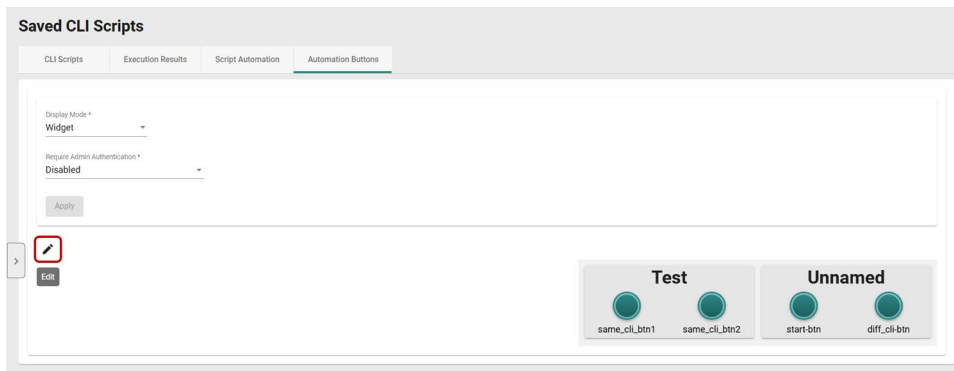 Saved CLI Scripts
CLI Scripts Execution Results Script Automation Automation Buttons
Display Mode *
Widget
Require Admin Authentication *
Disabled
Apply
Edit
Test Unnamed
same_cli_btn1 same_cli_btn2 start-btn diff_cli-btn